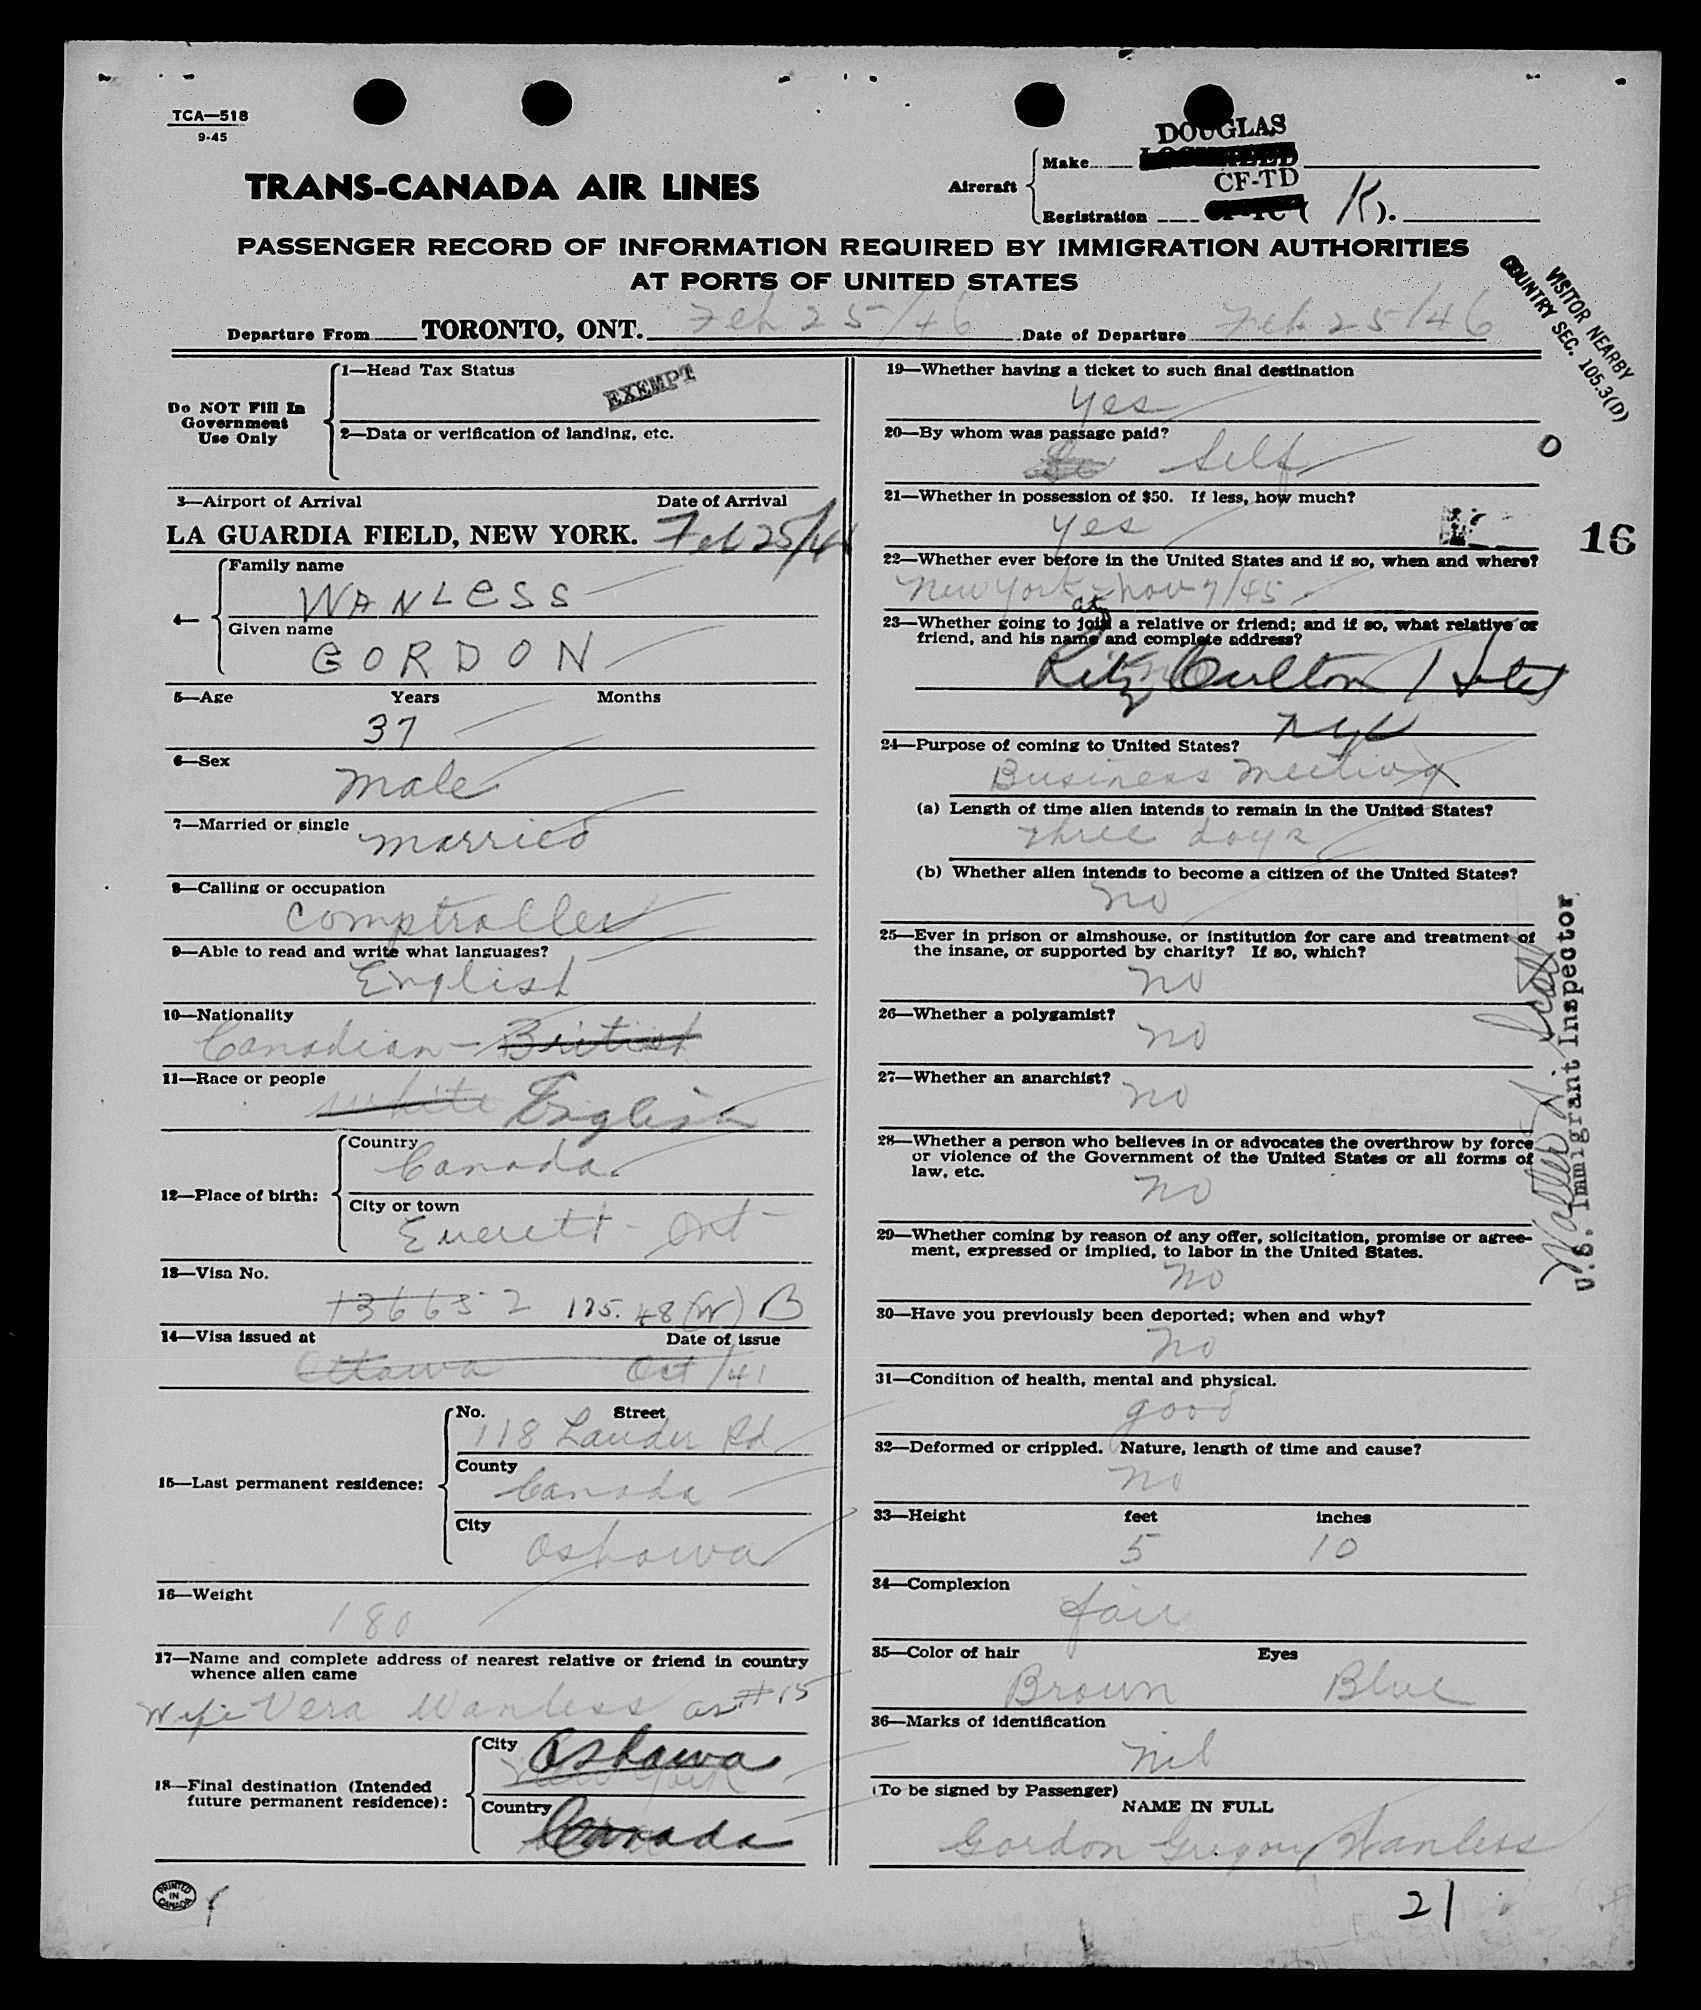 TCA—518
9-45
DOUGLAS
Aircraft
Make
CF-TD
Registration
K).
TRANS-CANADA AIR LINES
PASSENGER RECORD OF INFORMATION REQUIRED BY IMMIGRATION AUTHORITIES
AT PORTS OF UNITED STATES
VISITOR NEARBY
COUNTRY SEC. 105.3(D)
Departure From TORONTO, ONT. Feb 25/46 Date of Departure Feb 25/46
Do NOT Fill In
Government
Use Only
1—Head Tax Status
EXEMPT
2—Data or verification of landing, etc.
3—Airport of Arrival Date of Arrival
LA GUARDIA FIELD, NEW YORK. Feb 25/46
4—
Family name
WANLESS
Given name
GORDON
5—Age Years Months
37
6—Sex
Male
7—Married or single
married
8—Calling or occupation
Comptroller
9—Able to read and write what languages?
English
10—Nationality
Canadian - British
11—Race or people
white English
12—Place of birth:
Country
Canada
City or town
Everett - Ont
13—Visa No.
136652 175.48(W) B
14—Visa issued at Date of issue
Ottawa Oct/41
15—Last permanent residence:
No. Street
118 Lauder Rd
County
Canada
City
Oshawa
16—Weight
180
17—Name and complete address of nearest relative or friend in country
whence alien came
Wife Vera Wanless as #15
18—Final destination (Intended
future permanent residence):
City
Oshawa
New York
Country
Canada
PRINTED
IN
CANADA
19—Whether having a ticket to such final destination
yes
20—By whom was passage paid?
Self
21—Whether in possession of $50. If less, how much?
yes
16
22—Whether ever before in the United States and if so, when and where?
New York - Nov 7/45
23—Whether going to join a relative or friend; and if so, what relative or
at
friend, and his name and complete address?
Ritz Carlton Hotel
NYC
24—Purpose of coming to United States?
Business Meeting
(a) Length of time alien intends to remain in the United States?
three days
(b) Whether alien intends to become a citizen of the United States?
no
25—Ever in prison or almshouse, or institution for care and treatment of
the insane, or supported by charity? If so, which?
no
26—Whether a polygamist?
no
27—Whether an anarchist?
no
28—Whether a person who believes in or advocates the overthrow by force
or violence of the Government of the United States or all forms of
law, etc.
no
29—Whether coming by reason of any offer, solicitation, promise or agree-
ment, expressed or implied, to labor in the United States.
no
30—Have you previously been deported; when and why?
no
31—Condition of health, mental and physical.
good
32—Deformed or crippled. Nature, length of time and cause?
no
33—Height feet inches
5 10
34—Complexion
fair
35—Color of hair Eyes
Brown Blue
36—Marks of identification
nil
(To be signed by Passenger)
NAME IN FULL
Gordon Gregory Wanless
21
U.S. Immigrant Inspector